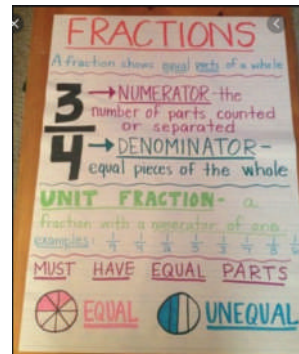 FRACTIONS
A fraction shows equal parts of a whole
3/4
→ NUMERATOR - the
number of parts counted
or separated
→ DENOMINATOR -
equal pieces of the whole
UNIT FRACTION - a
fraction with a numerator of one
examples:
MUST HAVE EQUAL PARTS
EQUAL
UNEQUAL